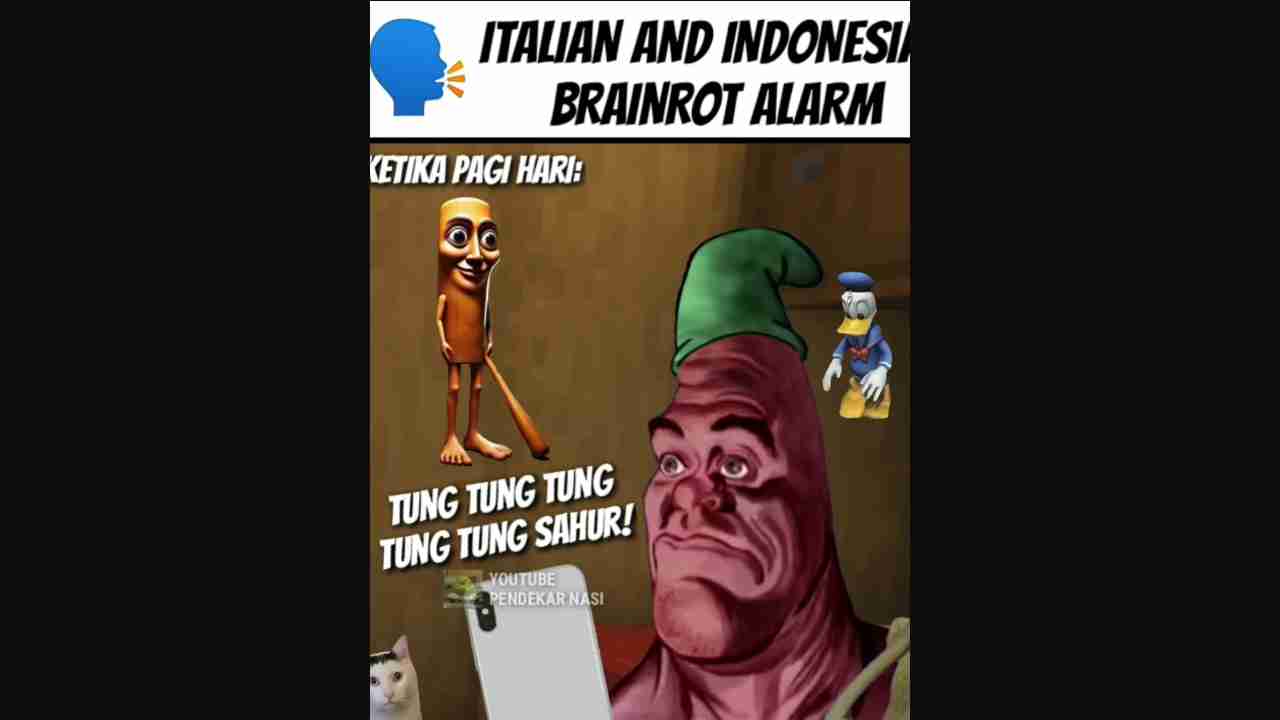 ITALIAN AND INDONESIA
BRAINROT ALARM
KETIKA PAGI HARI:
TUNG TUNG TUNG
TUNG TUNG SAHUR!
YOUTUBE
PENDEKAR NASI